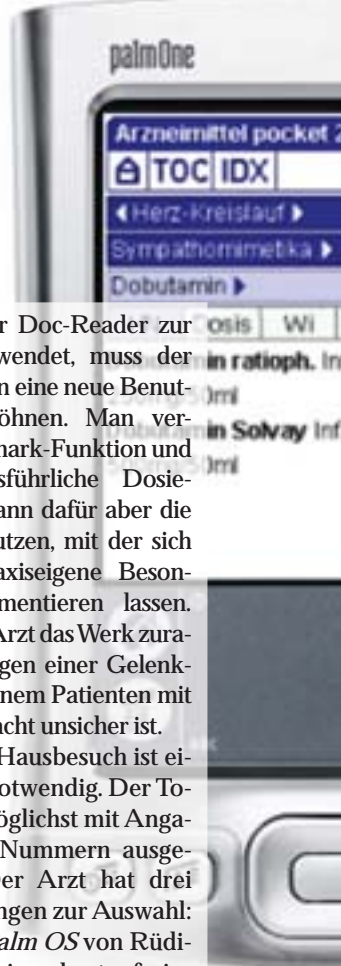 palmOne
Arzneimittel pocket 2
TOC IDX
Herz-Kreislauf
Sympathomimetika
Dobutamin
osis Wi
in ratioph. In
50ml
in Solvay Inf
50ml
r Doc-Reader zur
wendet, muss der
n eine neue Benut-
öhnen. Man ver-
mark-Funktion und
sführliche Dosie-
ann dafür aber die
utzen, mit der sich
axiseigene Beson-
mentieren lassen.
Arzt das Werk zura-
gen einer Gelenk-
nem Patienten mit
acht unsicher ist.
Hausbesuch ist ei-
otwendig. Der To-
öglichst mit Anga-
Nummern ausge-
er Arzt hat drei
ngen zur Auswahl:
alm OS von Rüdi-